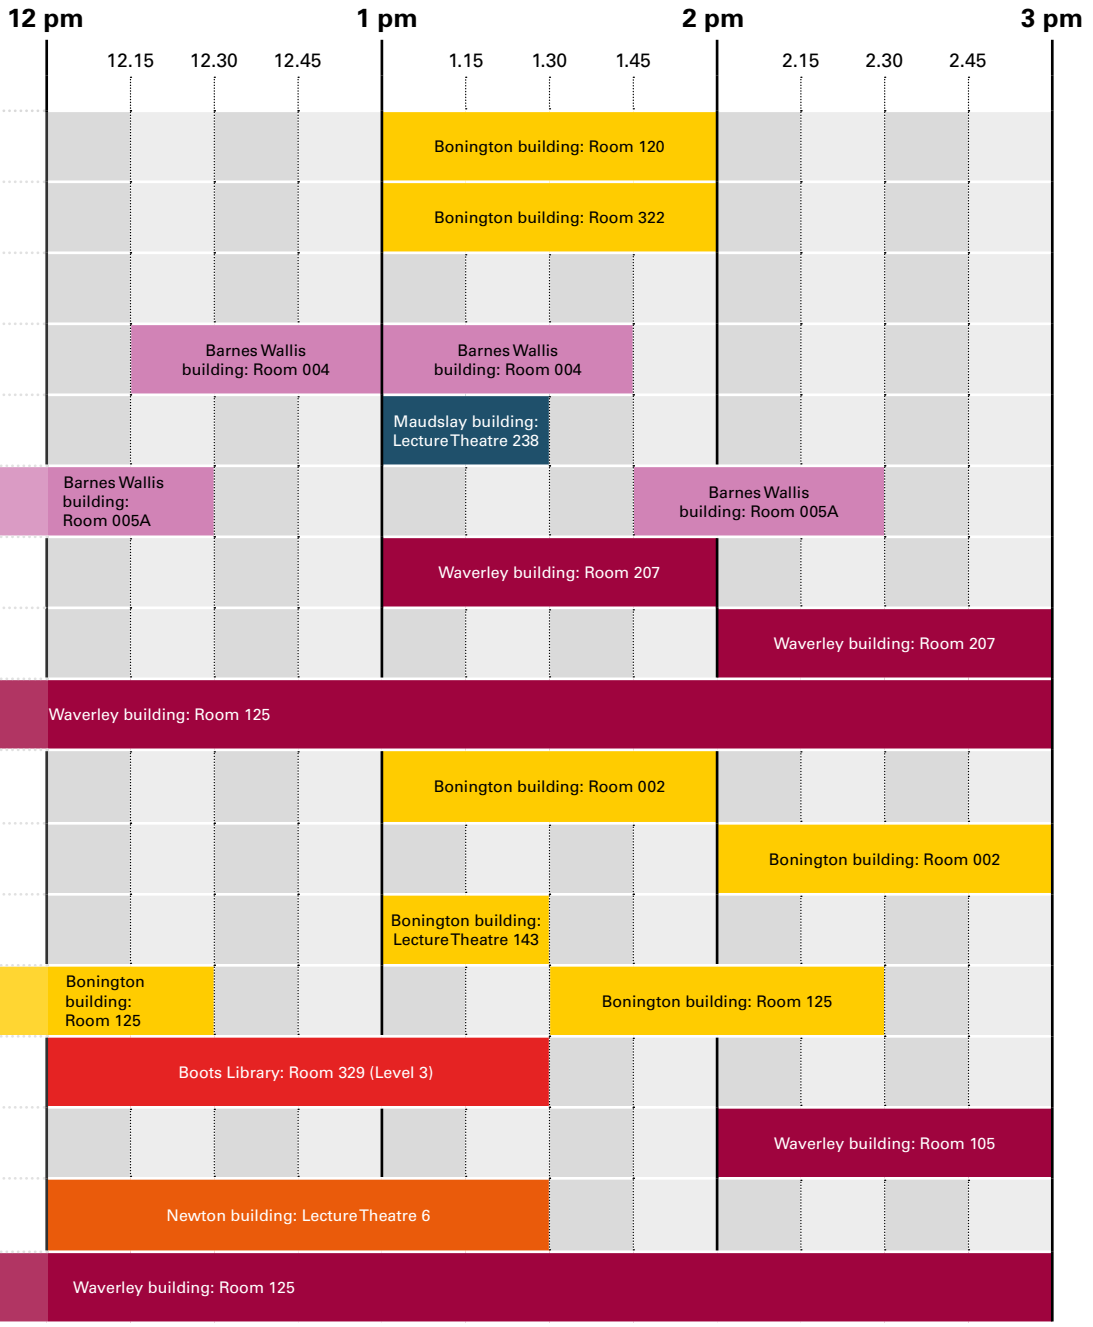 12 pm 1 pm 2 pm 3 pm
12.15 12.30 12.45 1.15 1.30 1.45 2.15 2.30 2.45
Bonington building: Room 120
Bonington building: Room 322
Barnes Wallis
building: Room 004
Barnes Wallis
building: Room 004
Maudslay building:
Lecture Theatre 238
Barnes Wallis
building:
Room 005A
Barnes Wallis
building: Room 005A
Waverley building: Room 207
Waverley building: Room 207
Waverley building: Room 125
Bonington building: Room 002
Bonington building: Room 002
Bonington building:
Lecture Theatre 143
Bonington
building:
Room 125
Bonington building: Room 125
Boots Library: Room 329 (Level 3)
Waverley building: Room 105
Newton building: Lecture Theatre 6
Waverley building: Room 125